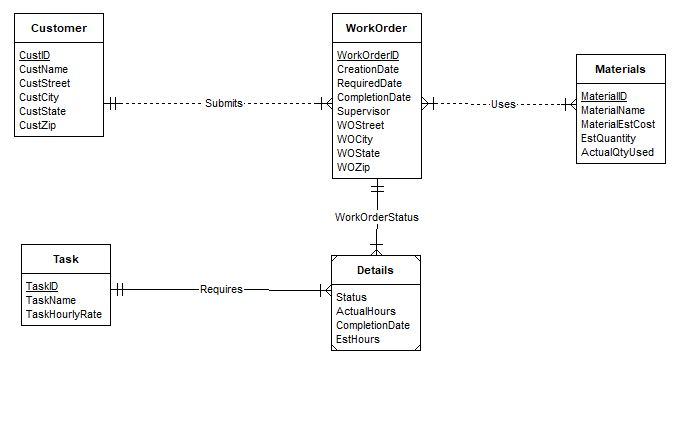 Customer
CustID
CustName
CustStreet
CustCity
CustState
CustZip
Submits
WorkOrder
WorkOrderID
CreationDate
RequiredDate
CompletionDate
Supervisor
WOStreet
WOCity
WOState
WOZip
Uses
Materials
MaterialID
MaterialName
MaterialEstCost
EstQuantity
ActualQtyUsed
WorkOrderStatus
Task
TaskID
TaskName
TaskHourlyRate
Requires
Details
Status
ActualHours
CompletionDate
EstHours